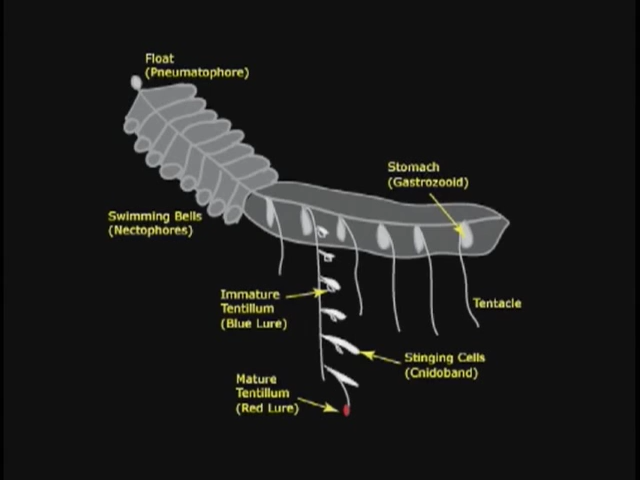 Float
(Pneumatophore)
Stomach
(Gastrozooid)
Swimming Bells
(Nectophores)
Immature
Tentillum
(Blue Lure)
Tentacle
Stinging Cells
(Cnidoband)
Mature
Tentillum
(Red Lure)